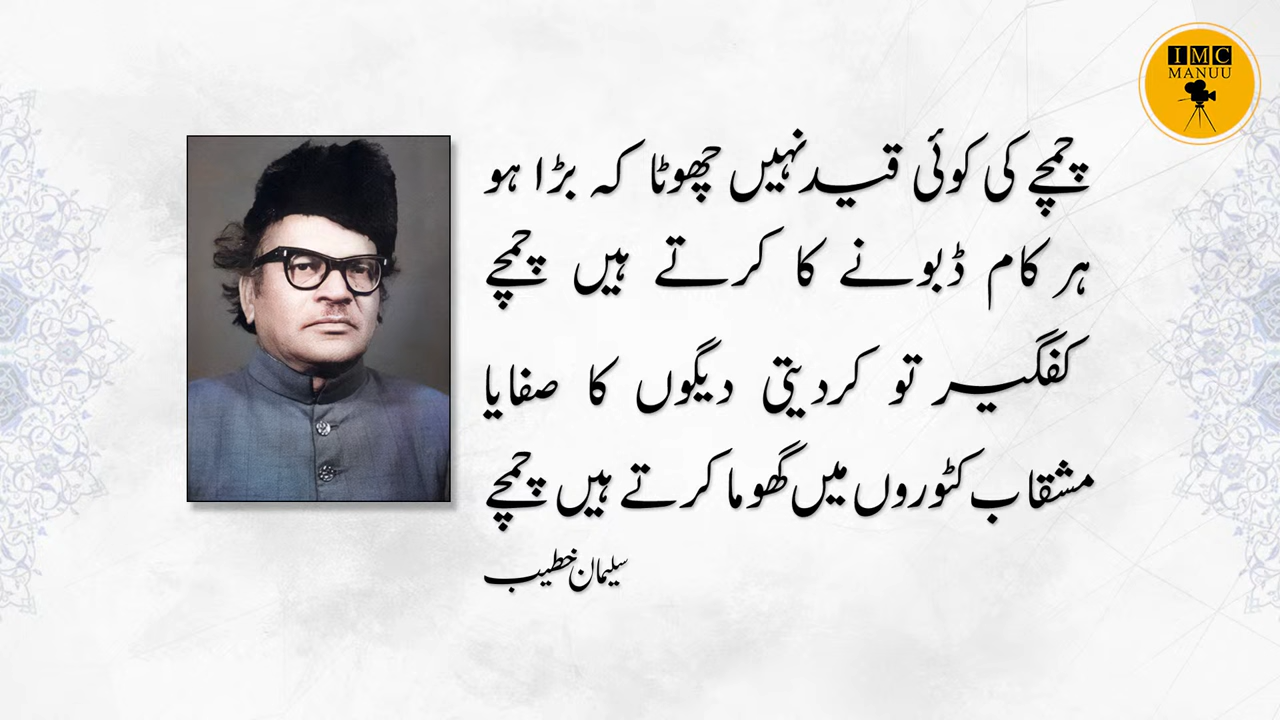 IMC
MANUU
چمچے کی کوئی قید نہیں چھوٹا کہ بڑا ہو
ہر کام ڈبونے کا کرتے ہیں چمچے
کفگیر تو کردیتی دیگوں کا صفایا
مشقاب کٹوروں میں گھوما کرتے ہیں چمچے
سلیمان خطیب